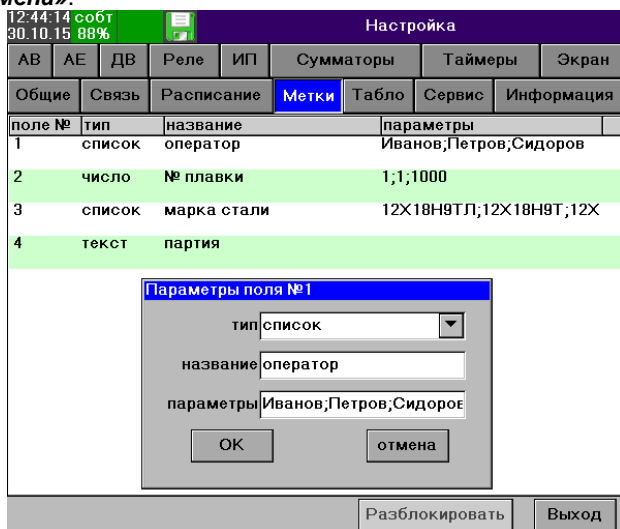 мена».
12:44:14 собт
30.10.15 88%
Настройка
АВ АЕ ДВ Реле ИП Сумматоры Таймеры Экран
Общие Связь Расписание Метки Табло Сервис Информация
поле № тип название параметры
1 список оператор Иванов;Петров;Сидоров
2 число № плавки 1;1;1000
3 список марка стали 12Х18Н9ТЛ;12Х18Н9Т;12Х
4 текст партия
Параметры поля №1
тип список
название оператор
параметры Иванов;Петров;Сидоров
ОК отмена
Разблокировать Выход